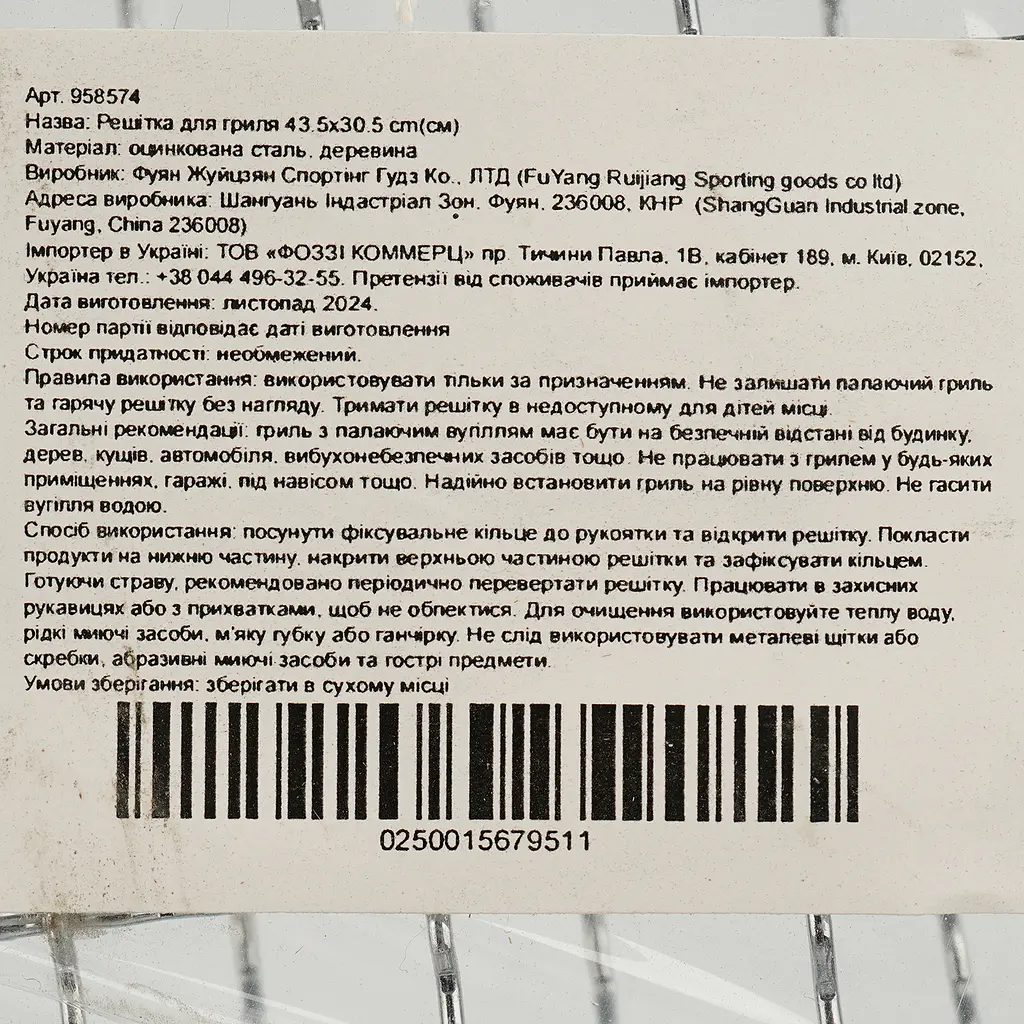 Арт. 958574
Назва: Решітка для гриля 43.5х30.5 cm(см)
Матеріал: оцинкована сталь, деревина
Виробник: Фуян Жуйцзян Спортінг Гудз Ко., ЛТД (FuYang Ruijiang Sporting goods co ltd)
Адреса виробника: Шангуань Індастріал Зон. Фуян, 236008, КНР (ShangGuan Industrial zone,
Fuyang, China 236008)
Імпортер в Україні: ТОВ «ФОЗЗІ КОММЕРЦ» пр. Тичини Павла, 1В, кабінет 189, м. Київ, 02152,
Україна тел.: +38 044 496-32-55. Претензії від споживачів приймає імпортер.
Дата виготовлення: листопад 2024.
Номер партії відповідає даті виготовлення
Строк придатності: необмежений.
Правила використання: використовувати тільки за призначенням. Не залишати палаючий гриль
та гарячу решітку без нагляду. Тримати решітку в недоступному для дітей місці.
Загальні рекомендації: гриль з палаючим вугіллям має бути на безпечній відстані від будинку,
дерев, кущів, автомобіля, вибухонебезпечних засобів тощо. Не працювати з грилем у будь-яких
приміщеннях, гаражі, під навісом тощо. Надійно встановити гриль на рівну поверхню. Не гасити
вугілля водою.
Спосіб використання: посунути фіксувальне кільце до рукоятки та відкрити решітку. Покласти
продукти на нижню частину, накрити верхньою частиною решітки та зафіксувати кільцем.
Готуючи страву, рекомендовано періодично перевертати решітку. Працювати в захисних
рукавицях або з прихватками, щоб не обпектися. Для очищення використовуйте теплу воду,
рідкі миючі засоби, м'яку губку або ганчірку. Не слід використовувати металеві щітки або
скребки, абразивні миючі засоби та гострі предмети.
Умови зберігання: зберігати в сухому місці
0250015679511